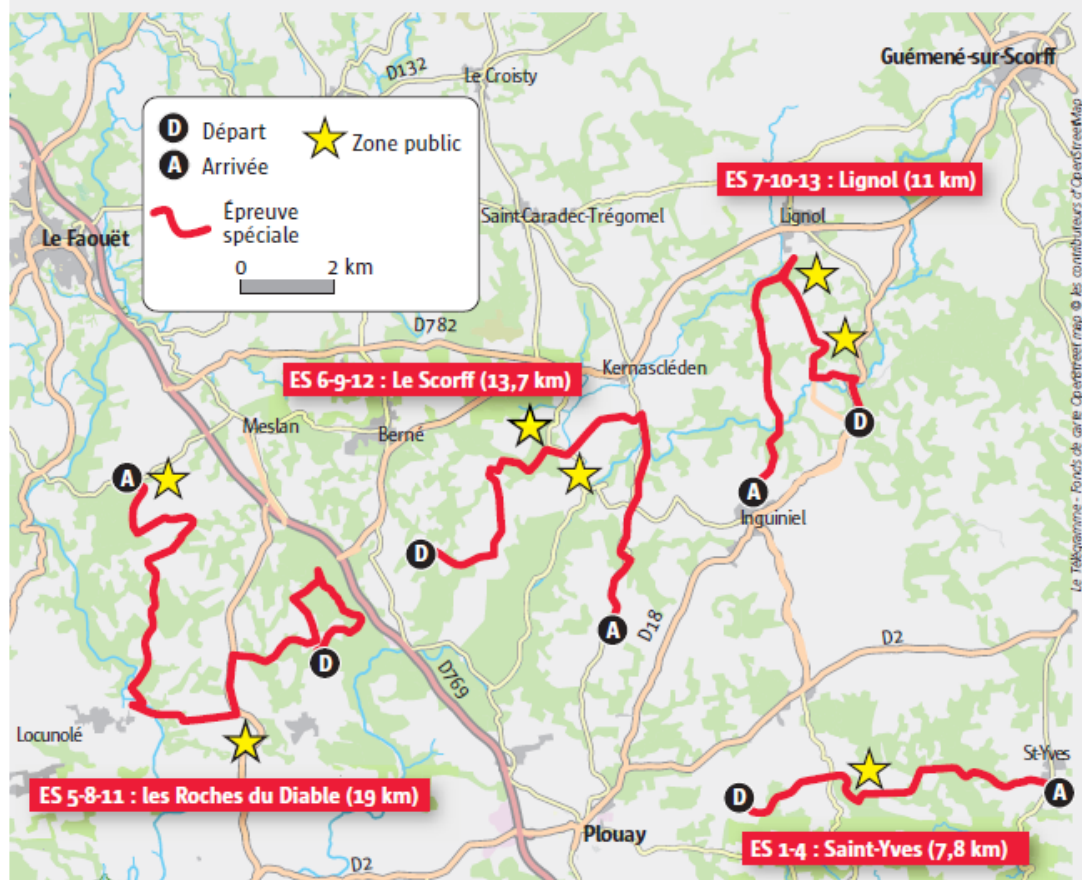 D132
Le Croisty
Guémené-sur-Scorff
D Départ
Zone public
A Arrivée
Épreuve
spéciale
0 2 km
Le Faouët
ES 7-10-13 : Lignol (11 km)
Saint-Caradec-Trégomel
Lignol
D782
ES 6-9-12 : Le Scorff (13,7 km)
Kernascléden
Meslan
Berné
D
A
A
Inguiniel
D
D
A
D18
D2
D769
Locunolé
St-Yves
D
A
ES 5-8-11 : les Roches du Diable (19 km)
Plouay
ES 1-4 : Saint-Yves (7,8 km)
D2
Le Télégramme - Fonds de carte Openstreet map © les contributeurs d'OpenStreetMap